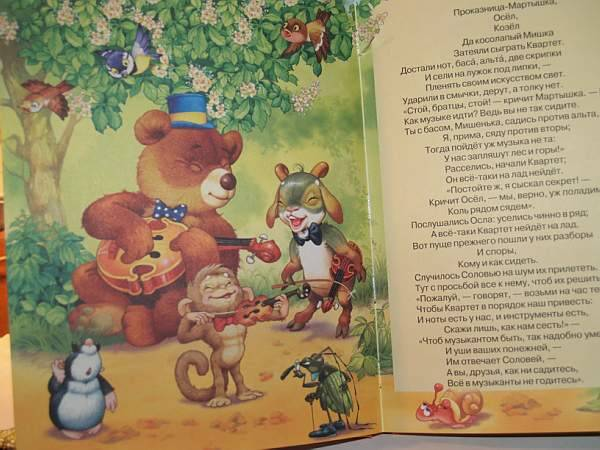 Проказница-Мартышка,
Осёл,
Козёл
Да косолапый Мишка
Затеяли сыграть Квартет.
Достали нот, баса, альта, две скрипки
И сели на лужок под липки, —
Пленять своим искусством свет.
Ударили в смычки, дерут, а толку нет.
«Стой, братцы, стой! — кричит Мартышка. —
Как музыке идти? Ведь вы не так сидите.
Ты с басом, Мишенька, садись против альта,
Я, прима, сяду против вторы;
Тогда пойдёт уж музыка не та:
У нас запляшут лес и горы!»
Расселись, начали Квартет;
Он всё-таки на лад нейдёт.
«Постойте ж, я сыскал секрет! —
Кричит Осёл, — мы, верно, уж поладим,
Коль рядом сядем».
Послушались Осла: уселись чинно в ряд;
А всё-таки Квартет нейдёт на лад.
Вот пуще прежнего пошли у них разборы
И споры,
Кому и как сидеть.
Случилось Соловью на шум их прилететь.
Тут с просьбой все к нему, чтоб их решить
«Пожалуй, — говорят, — возьми на час
Чтобы Квартет в порядок наш привесть:
И ноты есть у нас, и инструменты есть,
Скажи лишь, как нам сесть!» —
«Чтоб музыкантом быть, так надобно
И уши ваших понежней, —
Им отвечает Соловей, —
А вы, друзья, как ни садитесь,
Всё в музыканты не годитесь».